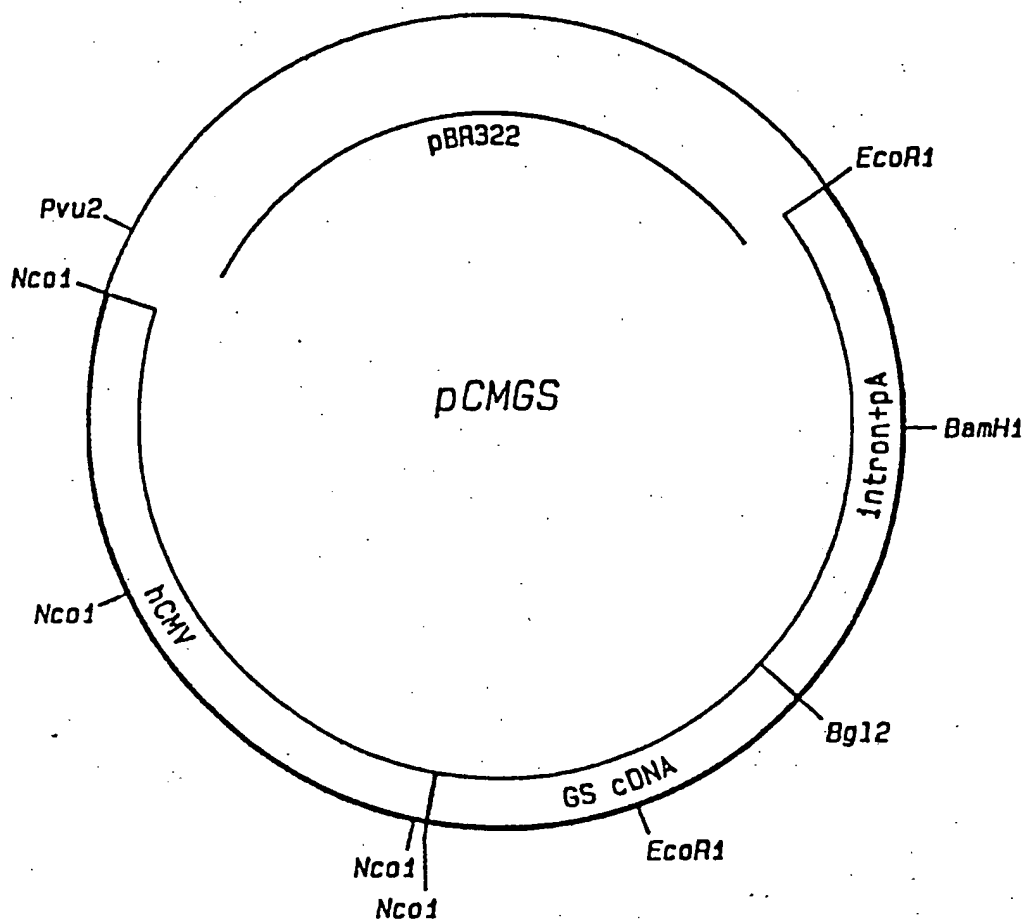 pBR322
EcoR1
Pvu2
Nco1
pCMGS
intron+pA
BamH1
Nco1
hCMV
Bgl2
GS cDNA
EcoR1
Nco1
Nco1